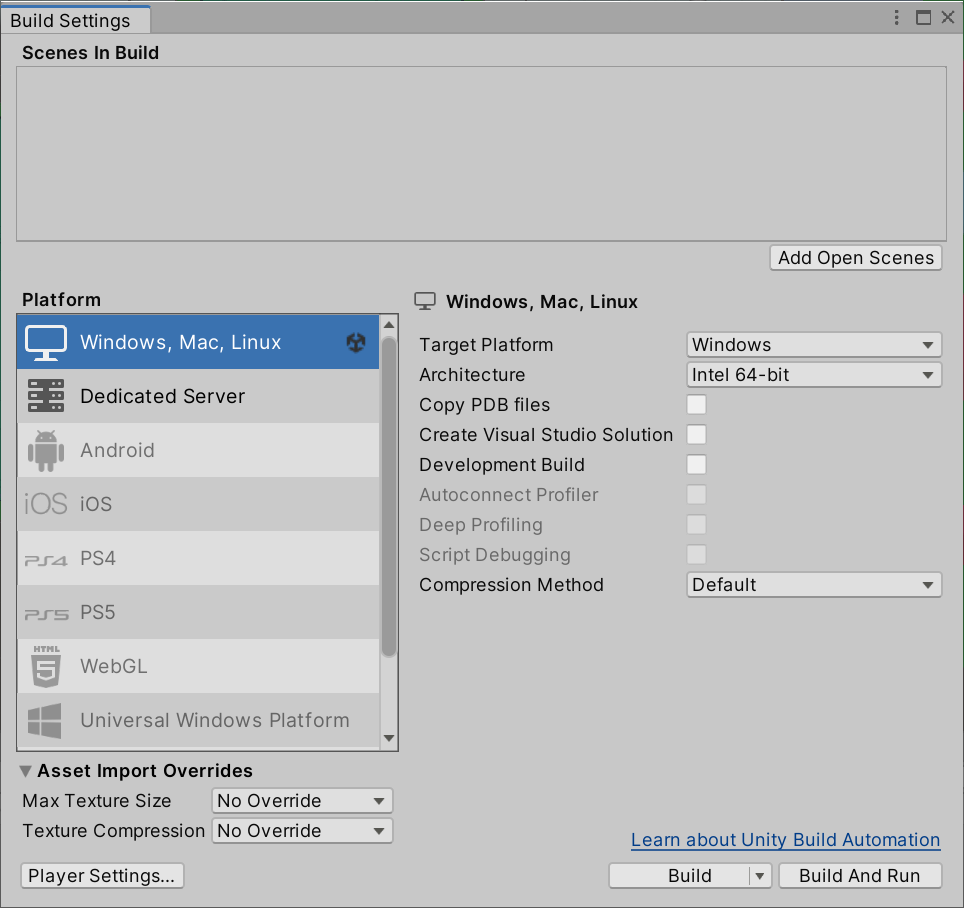 Build Settings
Scenes In Build
Add Open Scenes
Platform
Windows, Mac, Linux
Dedicated Server
Android
iOS iOS
PS4 PS4
PS5 PS5
HTML
5 WebGL
Universal Windows Platform
Windows, Mac, Linux
Target Platform Windows
Architecture Intel 64-bit
Copy PDB files
Create Visual Studio Solution
Development Build
Autoconnect Profiler
Deep Profiling
Script Debugging
Compression Method Default
Asset Import Overrides
Max Texture Size No Override
Texture Compression No Override
Learn about Unity Build Automation
Player Settings... Build Build And Run